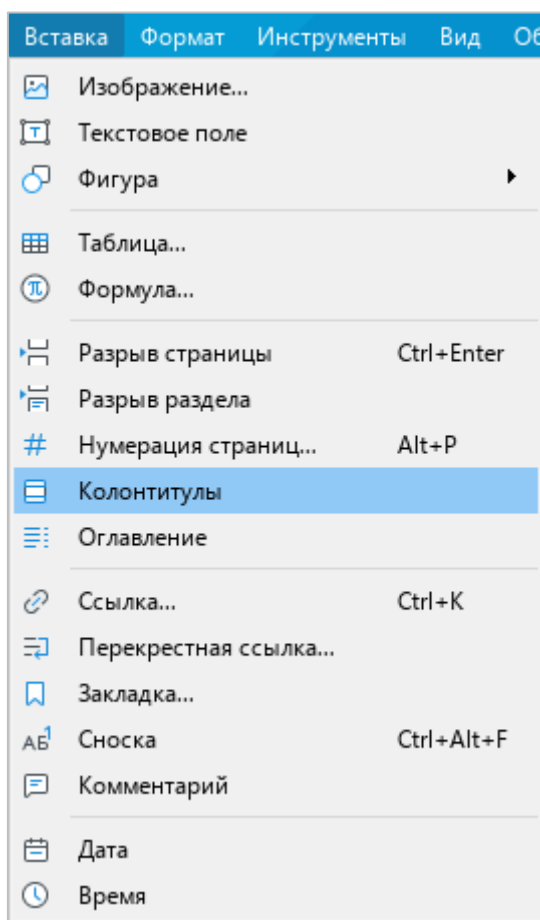 Вставка Формат Инструменты Вид Об
Изображение...
Текстовое поле
Фигура
Таблица...
Формула...
Разрыв страницы Ctrl+Enter
Разрыв раздела
Нумерация страниц... Alt+P
Колонтитулы
Оглавление
Ссылка... Ctrl+K
Перекрестная ссылка...
Закладка...
Сноска Ctrl+Alt+F
Комментарий
Дата
Время